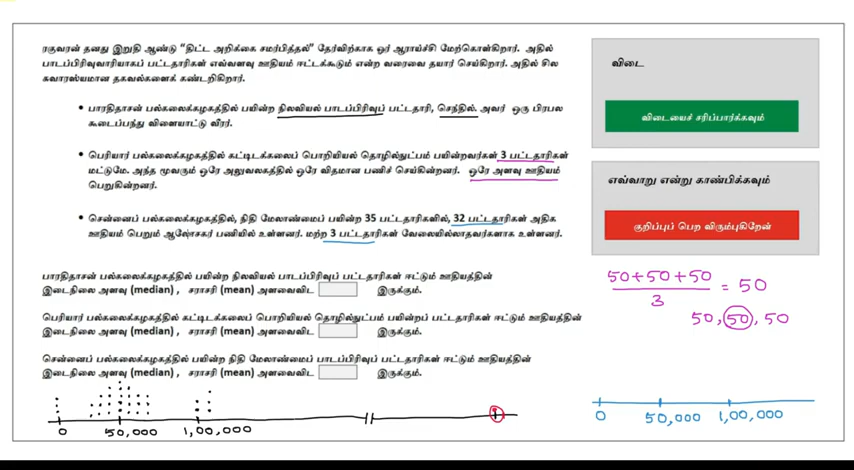 ரகுவரன் தனது இறுதி ஆண்டு "திட்ட அறிக்கை சமர்பித்தல்" தேர்விற்காக ஓர் ஆராய்ச்சி மேற்கொள்கிறார். அதில்
பாடப்பிரிவுவாரியாகப் பட்டதாரிகள் எவ்வளவு ஊதியம் ஈட்டக்கூடும் என்ற வரைவை தயார் செய்கிறார். அதில் சில
சுவாரஸ்யமான தகவல்களைக் கண்டறிகிறார்.
• பாரதிதாசன் பல்கலைக்கழகத்தில் பயின்ற நிலவியல் பாடப்பிரிவுப் பட்டதாரி, செந்தில். அவர் ஒரு பிரபல
கூடைப்பந்து விளையாட்டு வீரர்.
• பெரியார் பல்கலைக்கழகத்தில் கட்டிடக்கலைப் பொறியியல் தொழில்நுட்பம் பயின்றவர்கள் 3 பட்டதாரிகள்
மட்டுமே. அந்த மூவரும் ஒரே அலுவலகத்தில் ஒரே விதமான பணிச் செய்கின்றனர். ஒரே அளவு ஊதியம்
பெறுகின்றனர்.
• சென்னைப் பல்கலைக்கழகத்தில், நிதி மேலாண்மைப் பயின்ற 35 பட்டதாரிகளில், 32 பட்டதாரிகள் அதிக
ஊதியம் பெறும் ஆலோசகர் பணியில் உள்ளனர். மற்ற 3 பட்டதாரிகள் வேலையில்லாதவர்களாக உள்ளனர்.
பாரதிதாசன் பல்கலைக்கழகத்தில் பயின்ற நிலவியல் பாடப்பிரிவுப் பட்டதாரிகள் ஈட்டும் ஊதியத்தின்
இடைநிலை அளவு (median) , சராசரி (mean) அளவைவிட இருக்கும்.
பெரியார் பல்கலைக்கழகத்தில் கட்டிடக்கலைப் பொறியியல் தொழில்நுட்பம் பயின்றப் பட்டதாரிகள் ஈட்டும் ஊதியத்தின்
இடைநிலை அளவு (median) , சராசரி (mean) அளவைவிட இருக்கும்.
சென்னைப் பல்கலைக்கழகத்தில் பயின்ற நிதி மேலாண்மைப் பாடப்பிரிவுப் பட்டதாரிகள் ஈட்டும் ஊதியத்தின்
இடைநிலை அளவு (median) , சராசரி (mean) அளவைவிட இருக்கும்.
0 50,000 1,00,000
விடை
விடையைச் சரிப்பார்க்கவும்
எவ்வாறு என்று காண்பிக்கவும்
குறிப்புப் பெற விரும்புகிறேன்
50+50+50
3
= 50
50, 50, 50
0 50,000 1,00,000